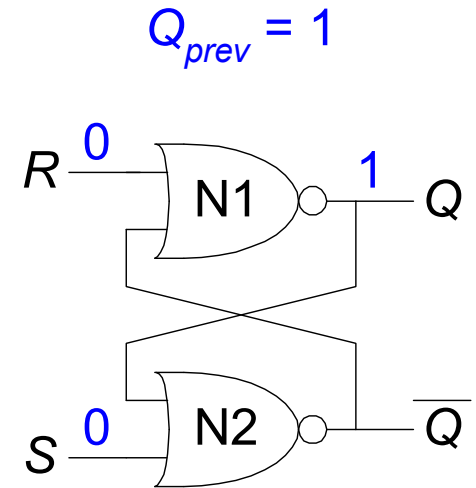 Qprev = 1
R 0 N1 1 Q
S 0 N2 Q̅